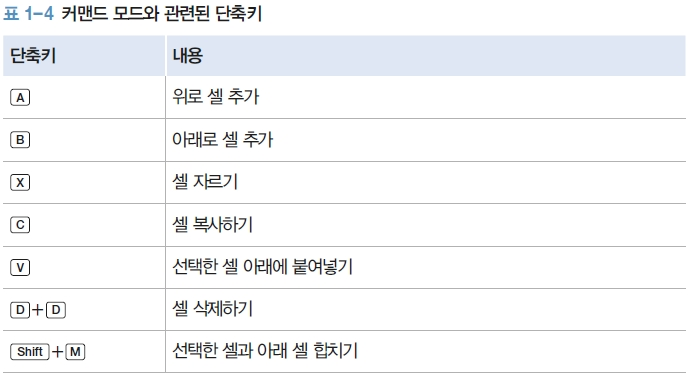 표 1-4 커맨드 모드와 관련된 단축키
단축키 내용
A 위로 셀 추가
B 아래로 셀 추가
X 셀 자르기
C 셀 복사하기
V 선택한 셀 아래에 붙여넣기
D+D 셀 삭제하기
Shift+M 선택한 셀과 아래 셀 합치기